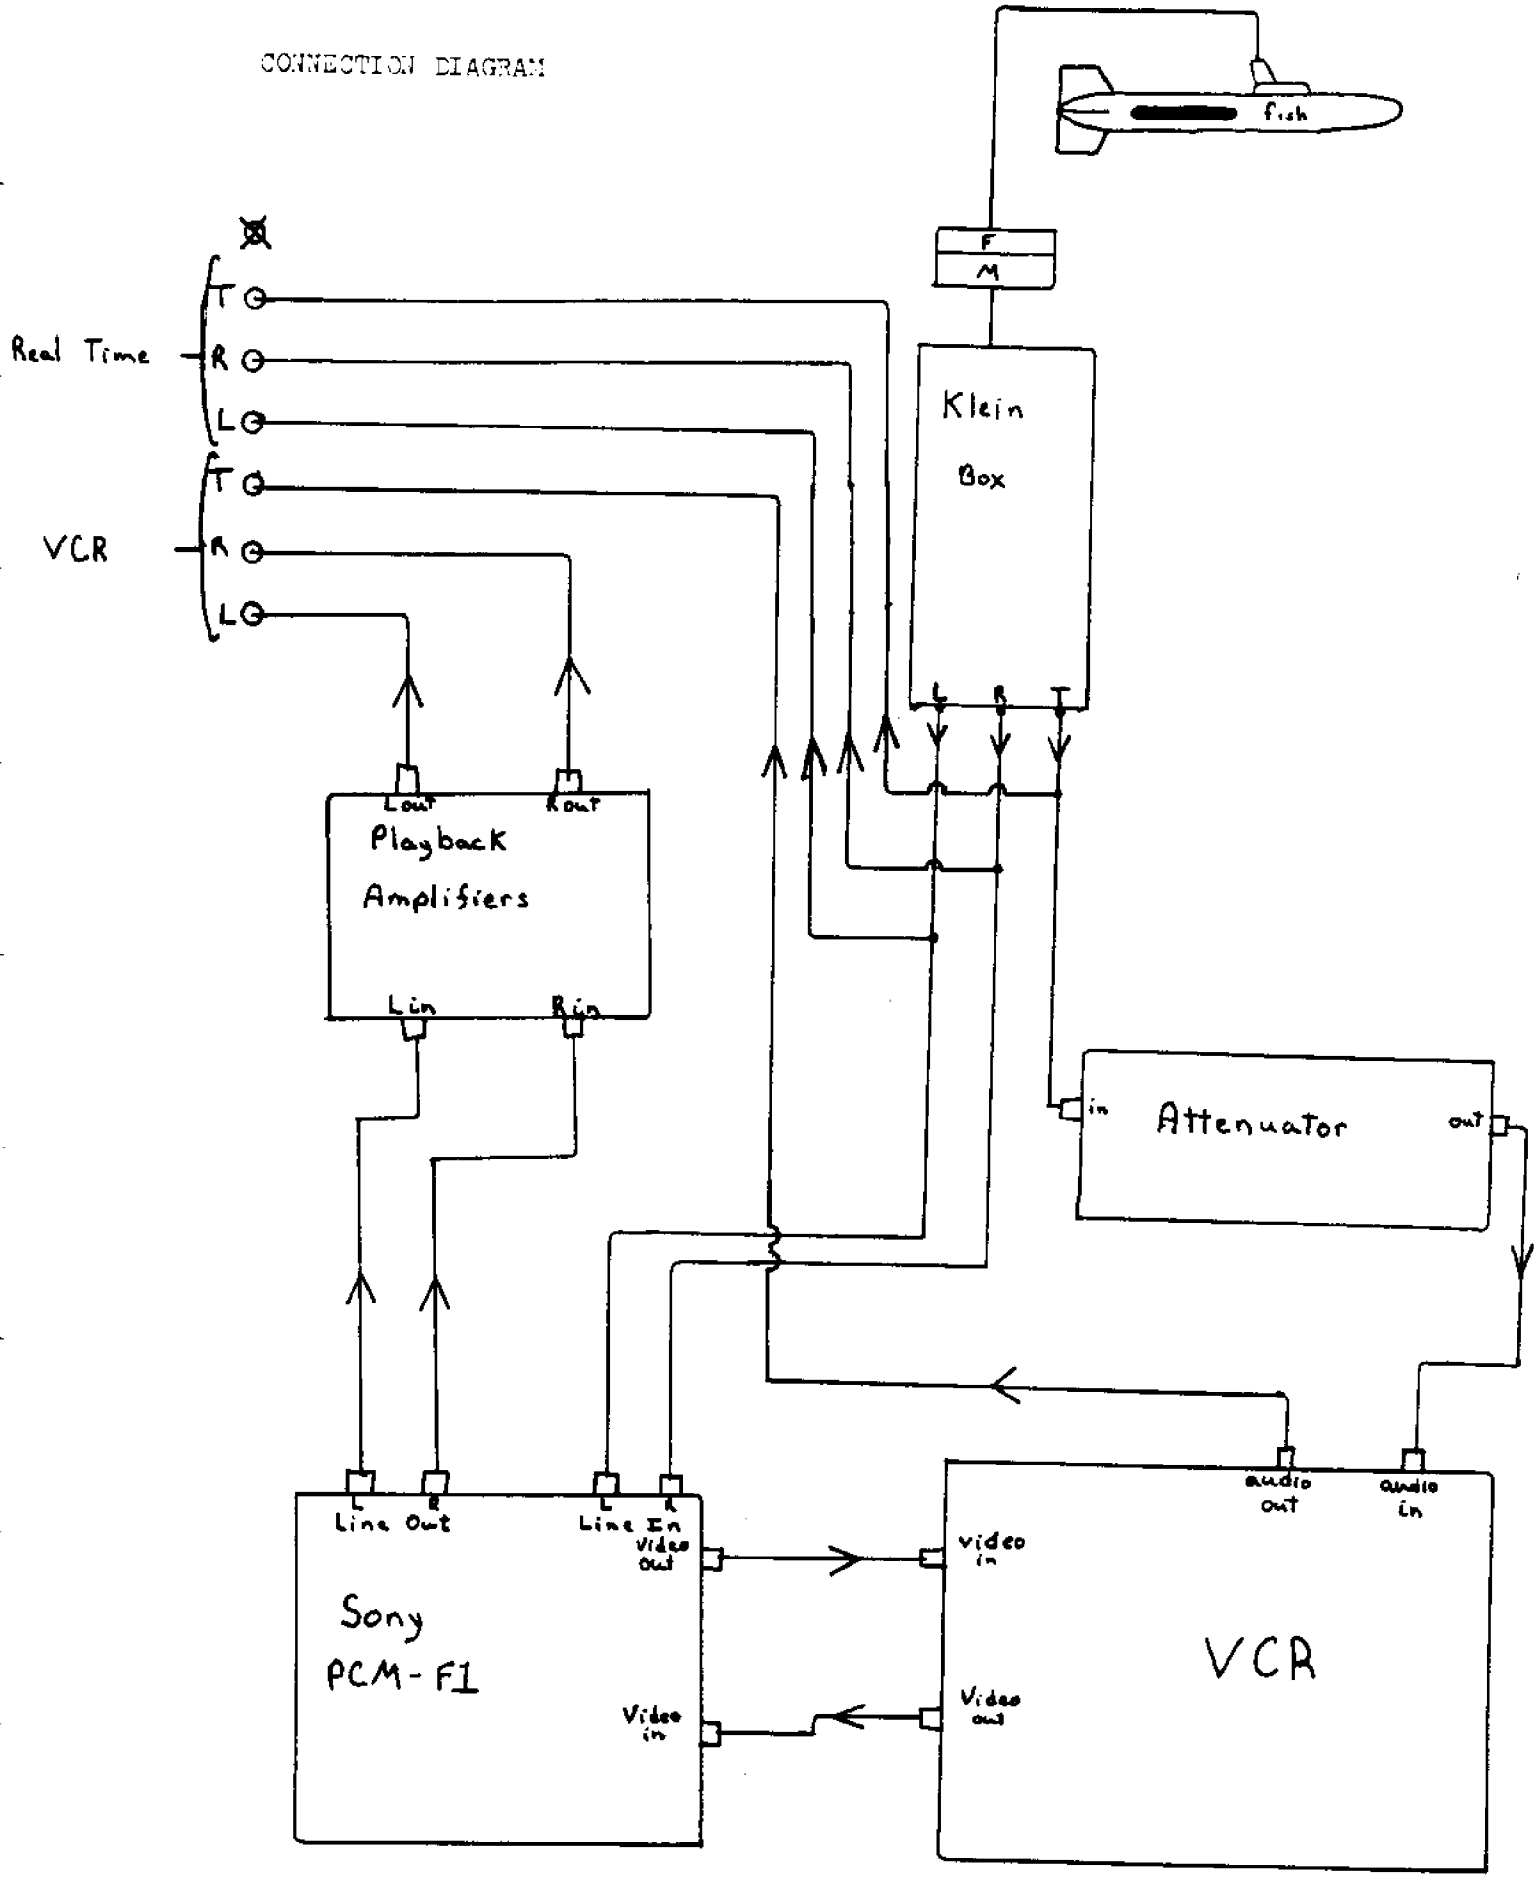 CONNECTION DIAGRAM
fish
F
M
T
Real Time
R
L
Klein
Box
T
VCR
R
L
L R T
L out R out
Playback
Amplifiers
L in R in
in
Attenuator
out
L R
Line Out
L R
Line In
Video
out
Sony
PCM-F1
Video
in
audio
out
audio
in
video
in
VCR
Video
out